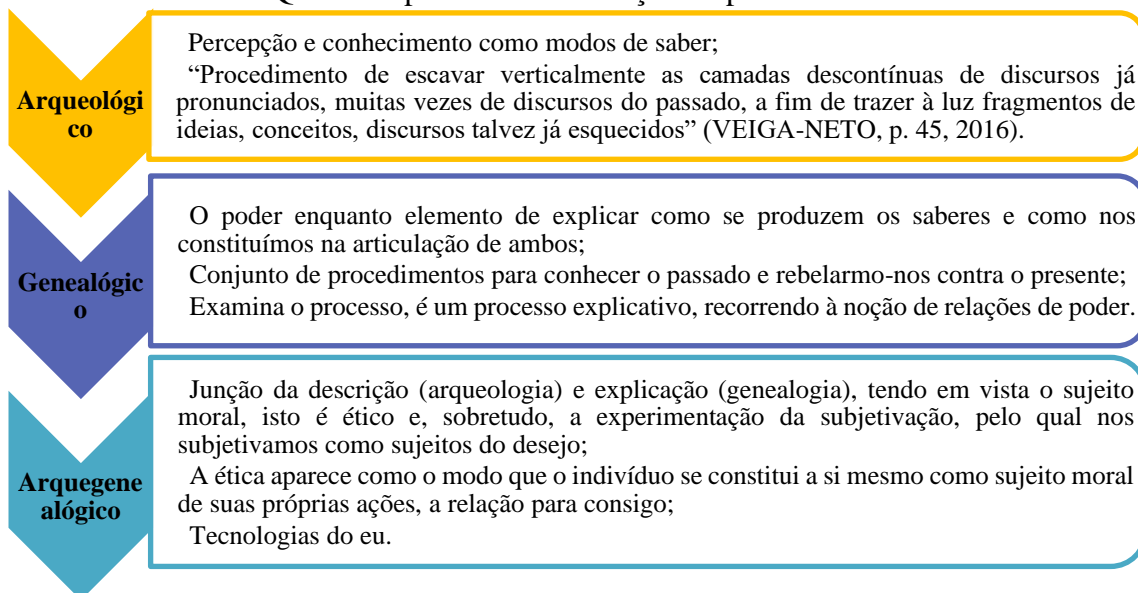 Percepção e conhecimento como modos de saber;
“Procedimento de escavar verticalmente as camadas descontínuas de discursos já
pronunciados, muitas vezes de discursos do passado, a fim de trazer à luz fragmentos de
ideias, conceitos, discursos talvez já esquecidos” (VEIGA-NETO, p. 45, 2016).
Arqueológi
co
O poder enquanto elemento de explicar como se produzem os saberes e como nos
constituímos na articulação de ambos;
Conjunto de procedimentos para conhecer o passado e rebelarmo-nos contra o presente;
Examina o processo, é um processo explicativo, recorrendo à noção de relações de poder.
Genealógic
o
Junção da descrição (arqueologia) e explicação (genealogia), tendo em vista o sujeito
moral, isto é ético e, sobretudo, a experimentação da subjetivação, pelo qual nos
subjetivamos como sujeitos do desejo;
A ética aparece como o modo que o indivíduo se constitui a si mesmo como sujeito moral
de suas próprias ações, a relação para consigo;
Tecnologias do eu.
Arquegene
alógico